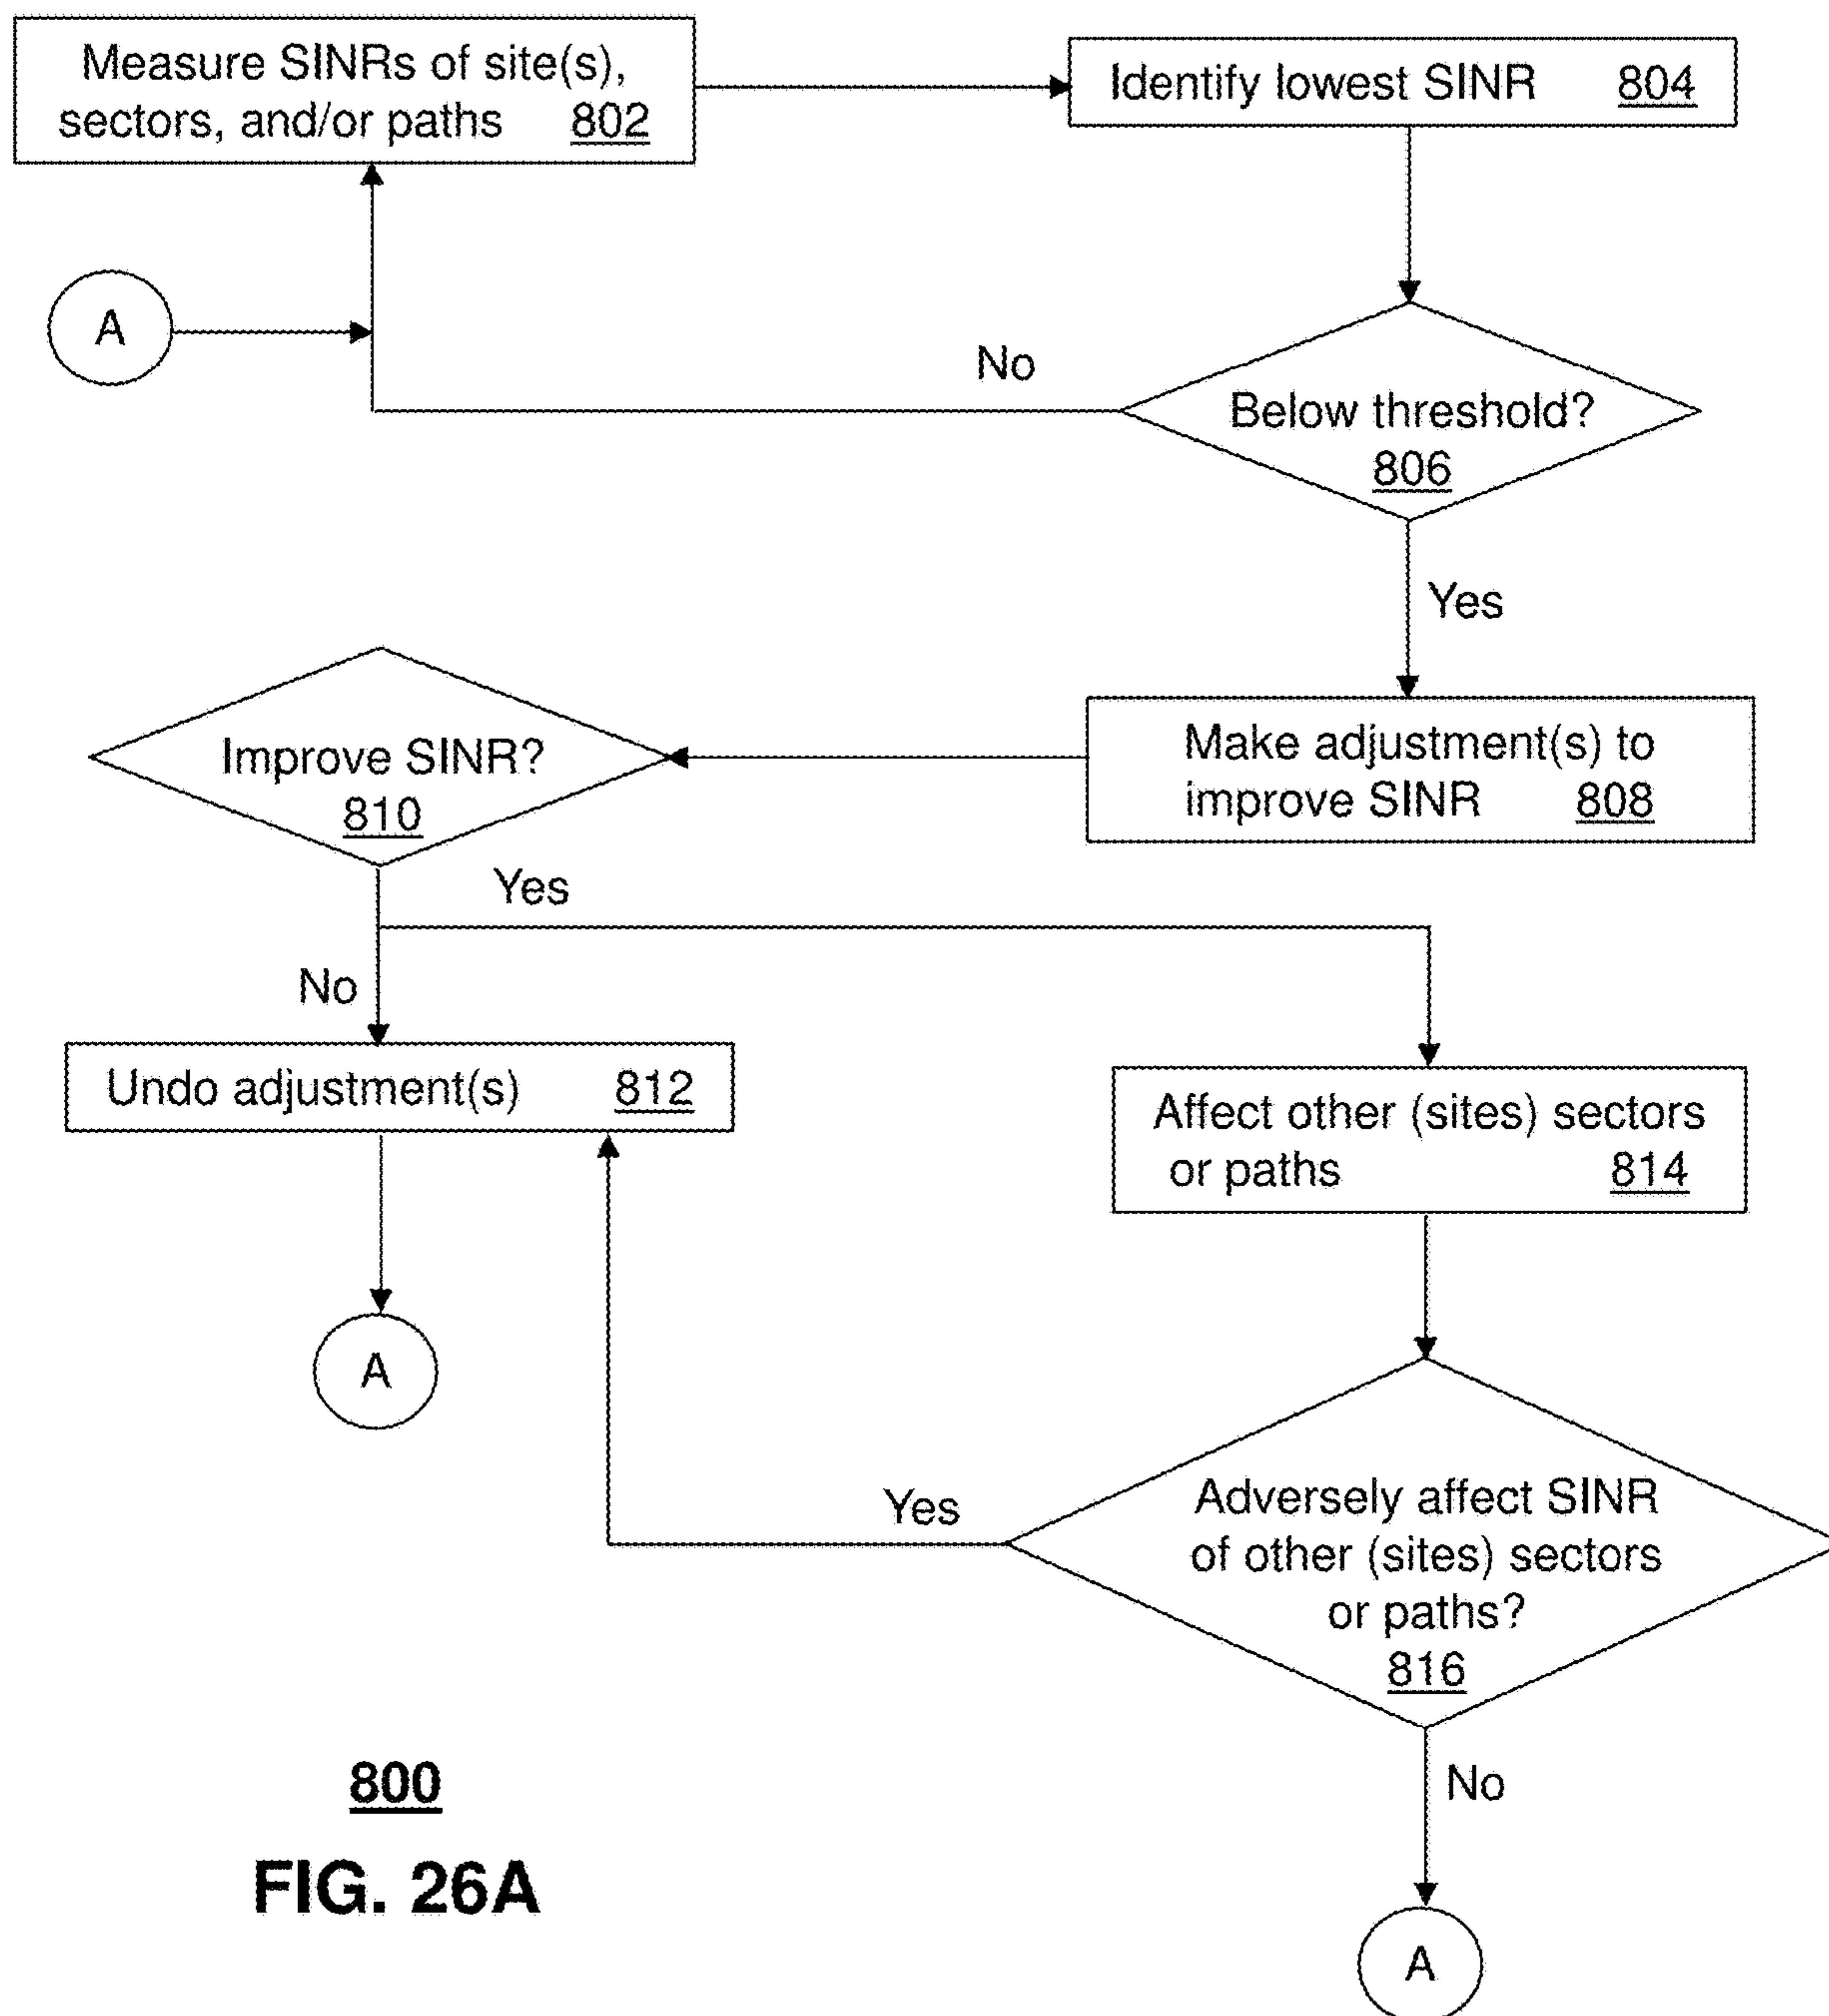 Measure SINRs of site(s),
sectors, and/or paths 802
Identify lowest SINR 804
A
No
Below threshold?
806
Yes
Improve SINR?
810
Make adjustment(s) to
improve SINR 808
Yes
No
Undo adjustment(s) 812
Affect other (sites) sectors
or paths 814
A
Yes
Adversely affect SINR
of other (sites) sectors
or paths?
816
No
A
800
FIG. 26A